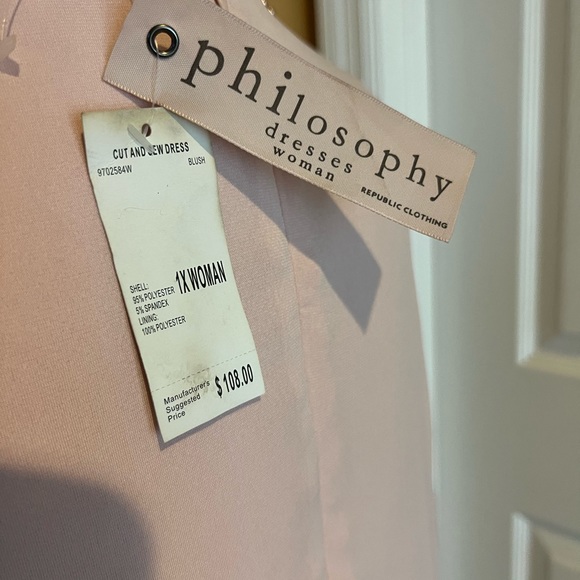 philosophy
dresses
woman
REPUBLIC CLOTHING
CUT AND SEW DRESS
9702584W BLUSH
1X WOMAN
SHELL:
95% POLYESTER
5% SPANDEX
LINING:
100% POLYESTER
Manufacturer's
Suggested
Price
$108.00